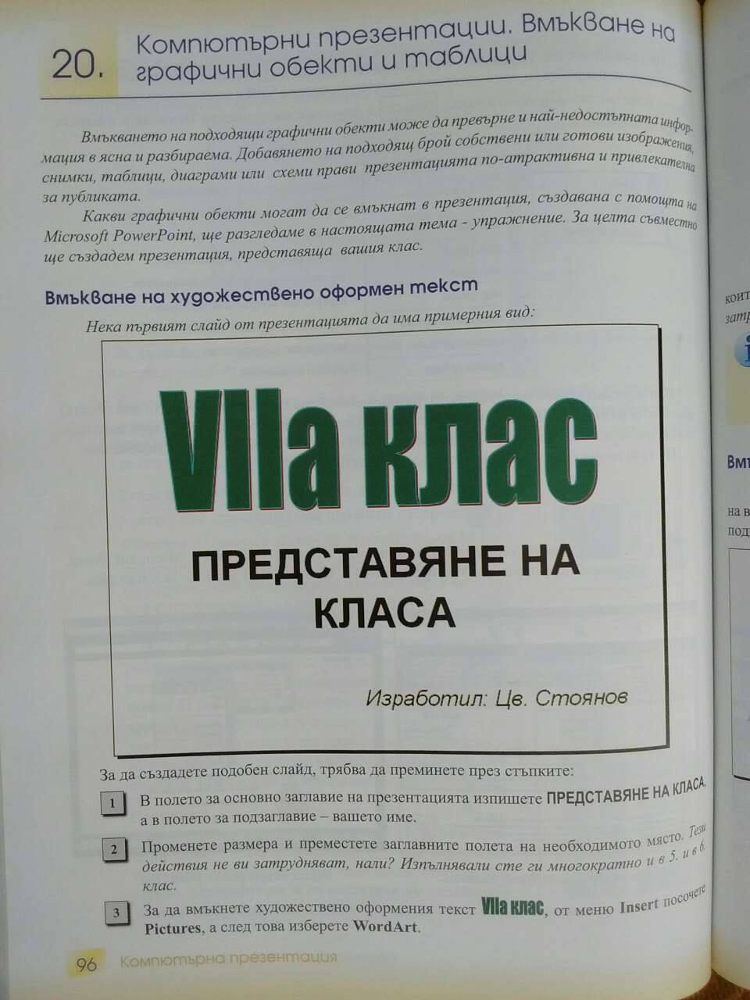 20.
Компютърни презентации. Вмъкване на
графични обекти и таблици
Вмъкването на подходящи графични обекти може да превърне и най-недостъпната инфор-
мация в ясна и разбираема. Добавянето на подходящ брой собствени или готови изображения,
снимки, таблици, диаграми или схеми прави презентацията по-атрактивна и привлекателна
за публиката.
Какви графични обекти могат да се вмъкнат в презентация, създавана с помощта на
Microsoft PowerPoint, ще разгледаме в настоящата тема - упражнение. За целта съвместно
ще създадем презентация, представяща вашия клас.
Вмъкване на художествено оформен текст
Нека първият слайд от презентацията да има примерния вид:
VIIа клас
ПРЕДСТАВЯНЕ НА
КЛАСА
Изработил: Цв. Стоянов
За да създадете подобен слайд, трябва да преминете през стъпките:
1 В полето за основно заглавие на презентацията изпишете ПРЕДСТАВЯНЕ НА КЛАСА,
а в полето за подзаглавие – вашето име.
2 Променете размера и преместете заглавните полета на необходимото място. Тези
действия не ви затрудняват, нали? Изпълнявали сте ги многократно и в 5. и в 6.
клас.
3 За да вмъкнете художествено оформения текст VIIа клас, от меню Insert посочете
Pictures, а след това изберете WordArt.
96 Компютърна презентация
на в